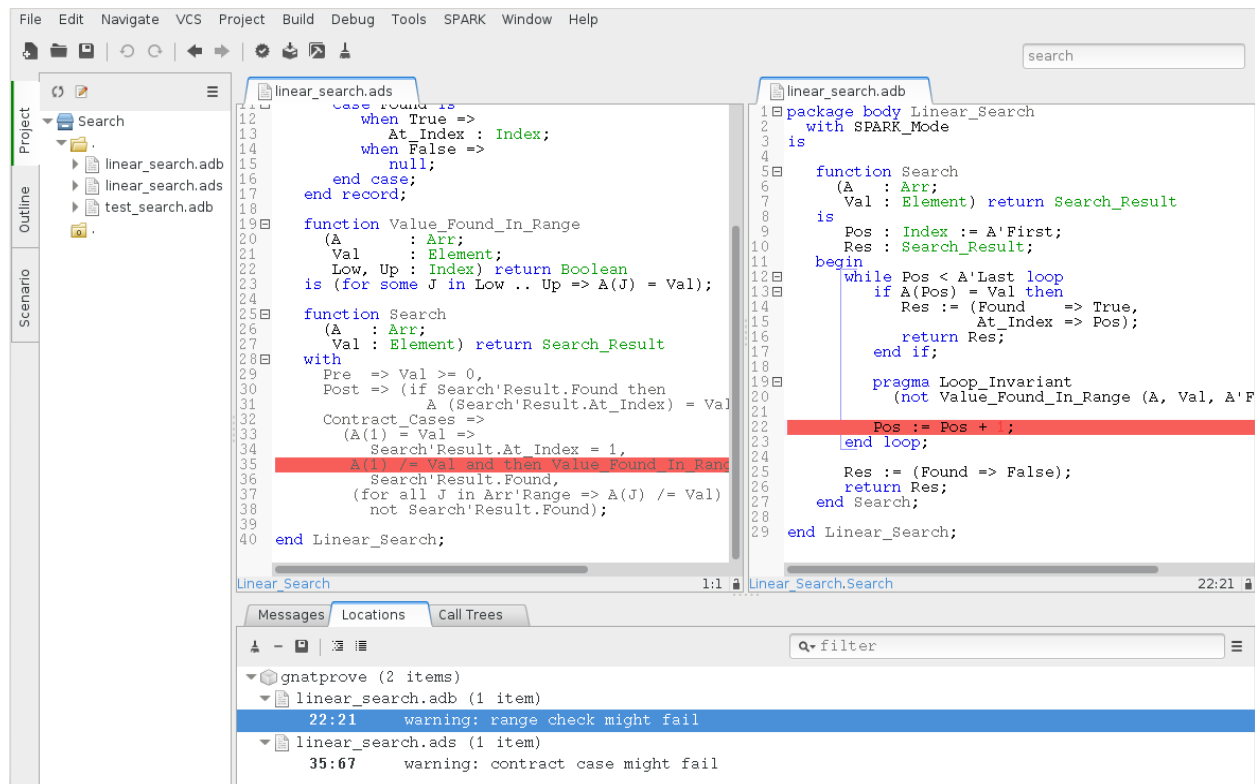 File Edit Navigate VCS Project Build Debug Tools SPARK Window Help
search
Project
Outline
Scenario
Search
.
linear_search.adb
linear_search.ads
test_search.adb
.
linear_search.ads
11 case Found is
12 when True =>
13 At_Index : Index;
14 when False =>
15 null;
16 end case;
17 end record;
18
19 function Value_Found_In_Range
20 (A : Arr;
21 Val : Element;
22 Low, Up : Index) return Boolean
23 is (for some J in Low .. Up => A(J) = Val);
24
25 function Search
26 (A : Arr;
27 Val : Element) return Search_Result
28 with
29 Pre => Val >= 0,
30 Post => (if Search'Result.Found then
31 A (Search'Result.At_Index) = Val
32 Contract_Cases =>
33 (A(1) = Val =>
34 Search'Result.At_Index = 1,
35 A(1) /= Val and then Value_Found_In_Rang
36 Search'Result.Found,
37 (for all J in Arr'Range => A(J) /= Val)
38 not Search'Result.Found);
39
40 end Linear_Search;
Linear_Search 1:1
linear_search.adb
1 package body Linear_Search
2 with SPARK_Mode
3 is
4
5 function Search
6 (A : Arr;
7 Val : Element) return Search_Result
8 is
9 Pos : Index := A'First;
10 Res : Search_Result;
11 begin
12 while Pos < A'Last loop
13 if A(Pos) = Val then
14 Res := (Found => True,
15 At_Index => Pos);
16 return Res;
17 end if;
18
19 pragma Loop_Invariant
20 (not Value_Found_In_Range (A, Val, A'F
21
22 Pos := Pos + 1;
23 end loop;
24
25 Res := (Found => False);
26 return Res;
27 end Search;
28
29 end Linear_Search;
Linear_Search.Search 22:21
Messages Locations Call Trees
filter
gnatprove (2 items)
linear_search.adb (1 item)
22:21 warning: range check might fail
linear_search.ads (1 item)
35:67 warning: contract case might fail